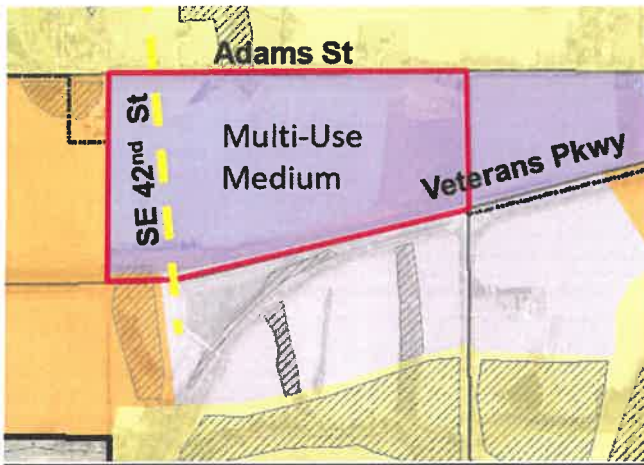 Adams St
SE 42nd St
Multi-Use
Medium
Veterans Pkwy